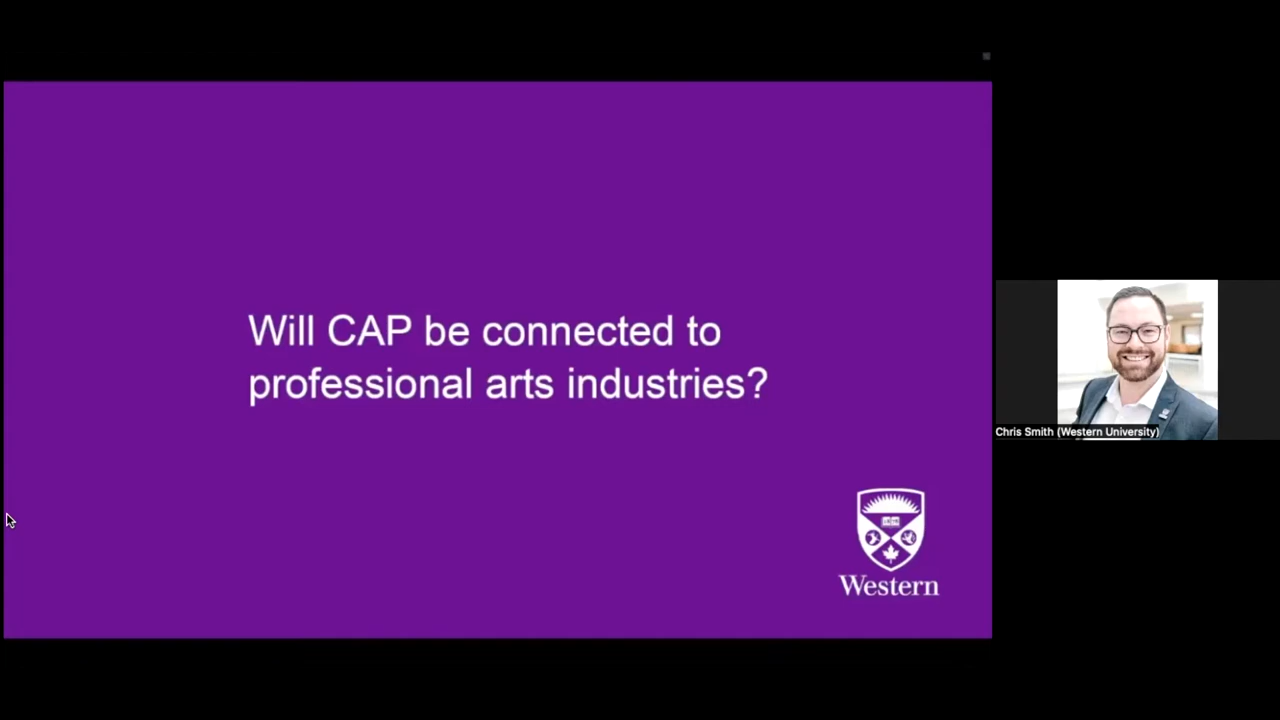 Will CAP be connected to
professional arts industries?
Western
Chris Smith (Western University)